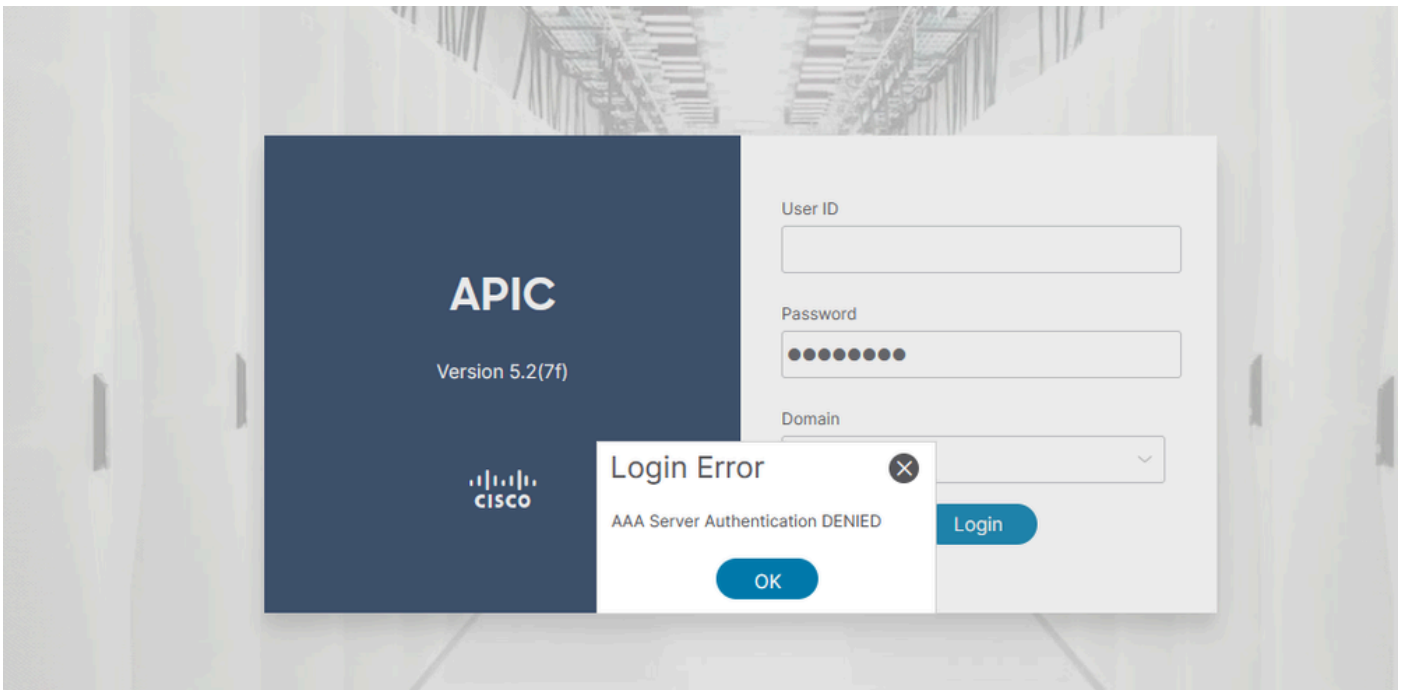 APIC
Version 5.2(7f)
CISCO
User ID
Password
Domain
Login
Login Error
AAA Server Authentication DENIED
OK